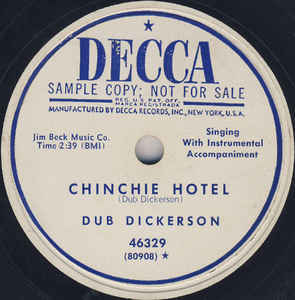 DECCA
SAMPLE COPY; NOT FOR SALE
REG. U.S. PAT. OFF.
MARCA REGISTRADA
MANUFACTURED BY DECCA RECORDS, INC., NEW YORK, U.S.A.
Jim Beck Music Co.
Time 2:39 (BMI)
Singing
With Instrumental
Accompaniment
CHINCHIE HOTEL
(Dub Dickerson)
DUB DICKERSON
46329
(80908) ★